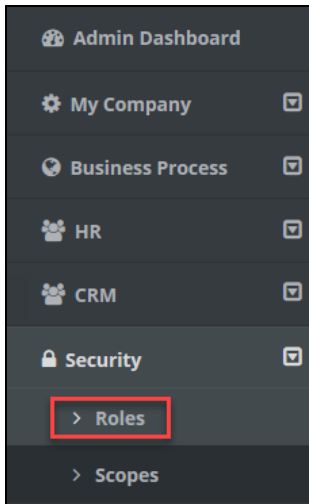 Admin Dashboard
My Company
Business Process
HR
CRM
Security
Roles
Scopes